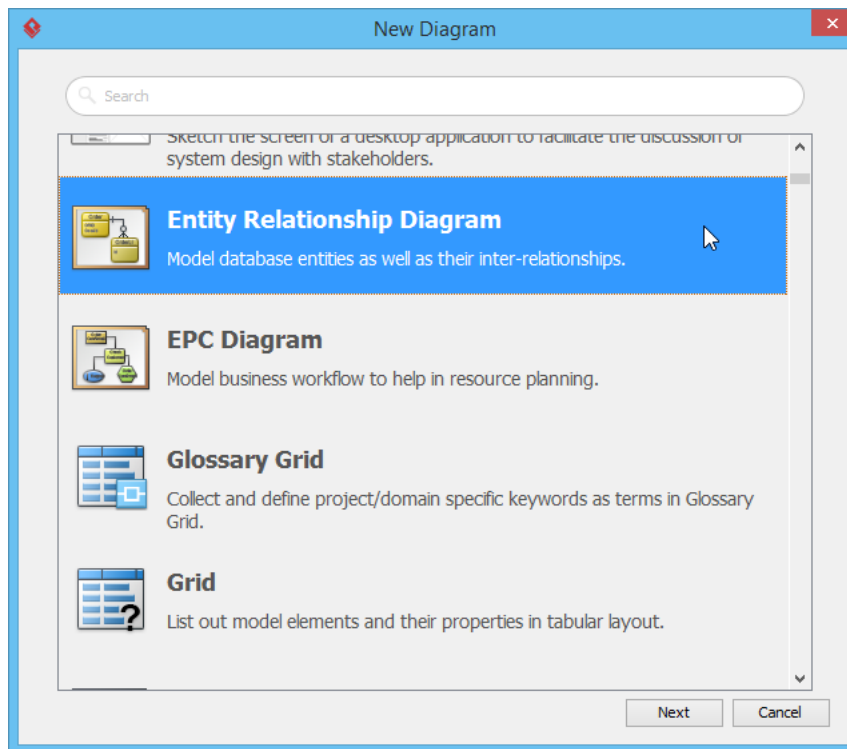 New Diagram
Search
Sketch the screen of a desktop application to facilitate the discussion of
system design with stakeholders.
Entity Relationship Diagram
Model database entities as well as their inter-relationships.
EPC Diagram
Model business workflow to help in resource planning.
Glossary Grid
Collect and define project/domain specific keywords as terms in Glossary
Grid.
Grid
List out model elements and their properties in tabular layout.
Next
Cancel